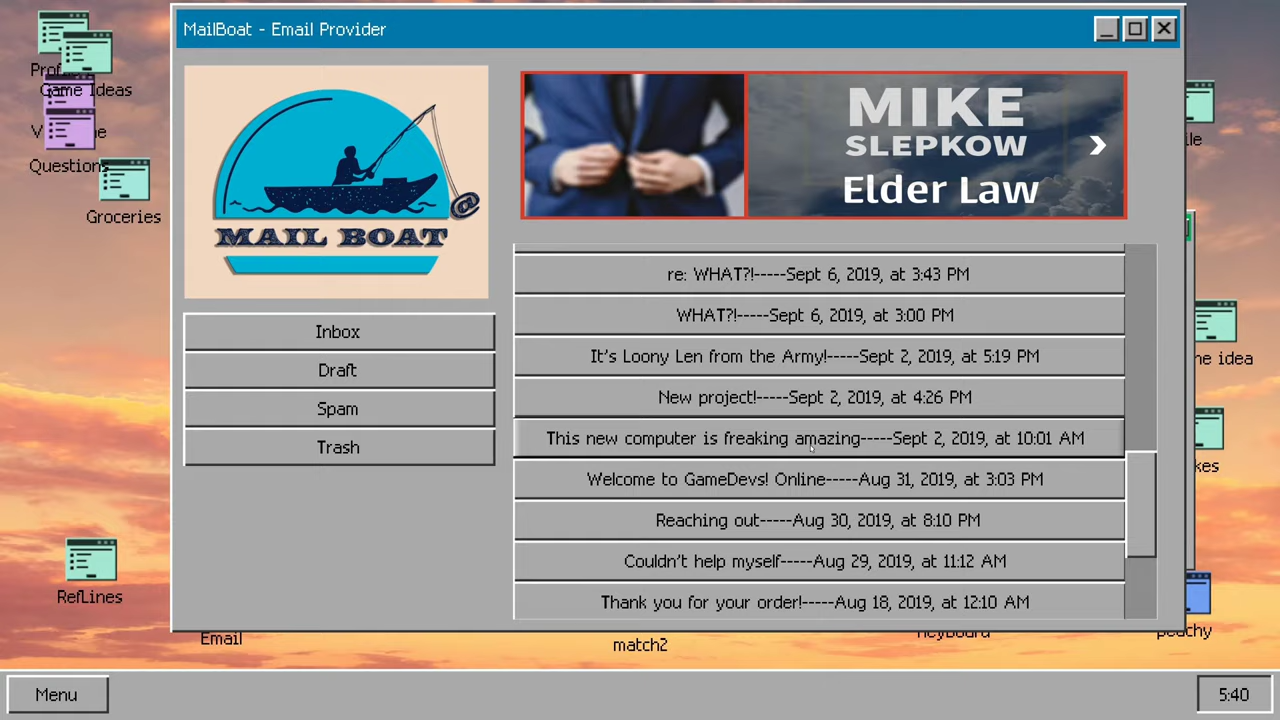 MailBoat - Email Provider
Game Ideas
Questions
Groceries
RefLines
Email
MAIL BOAT
@
MIKE
SLEPKOW
Elder Law
Inbox
Draft
Spam
Trash
re: WHAT?!-----Sept 6, 2019, at 3:43 PM
WHAT?!-----Sept 6, 2019, at 3:00 PM
It's Loony Len from the Army!-----Sept 2, 2019, at 5:19 PM
New project!-----Sept 2, 2019, at 4:26 PM
This new computer is freaking amazing-----Sept 2, 2019, at 10:01 AM
Welcome to GameDevs! Online-----Aug 31, 2019, at 3:03 PM
Reaching out-----Aug 30, 2019, at 8:10 PM
Couldn't help myself-----Aug 29, 2019, at 11:12 AM
Thank you for your order!-----Aug 18, 2019, at 12:10 AM
idea
match2
keyboard
peachy
Menu
5:40